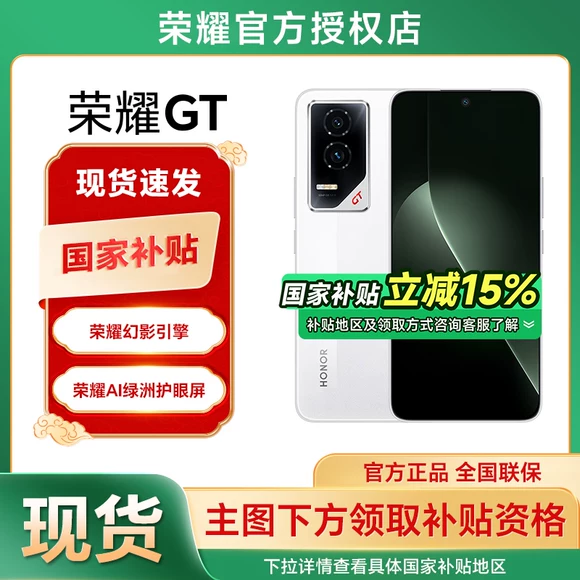 荣耀官方授权店
荣耀GT
现货速发
国家补贴
荣耀幻影引擎
荣耀AI绿洲护眼屏
GT
国家补贴 立减15%
补贴地区及领取方式咨询客服了解
HONOR
官方正品 全国联保
现货
主图下方领取补贴资格
下拉详情查看具体国家补贴地区